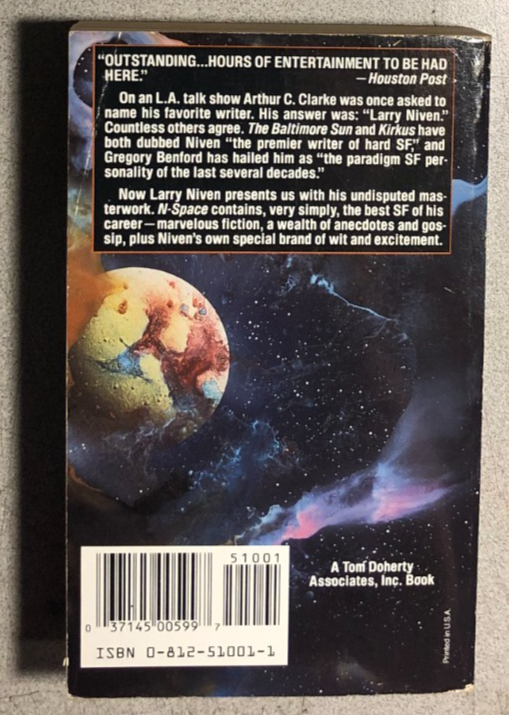 “OUTSTANDING...HOURS OF ENTERTAINMENT TO BE HAD
HERE.”
—Houston Post
On an L.A. talk show Arthur C. Clarke was once asked to
name his favorite writer. His answer was: “Larry Niven.”
Countless others agree. The Baltimore Sun and Kirkus have
both dubbed Niven “the premier writer of hard SF,” and
Gregory Benford has hailed him as “the paradigm SF per-
sonality of the last several decades.”
Now Larry Niven presents us with his undisputed mas-
terwork. N-Space contains, very simply, the best SF of his
career—marvelous fiction, a wealth of anecdotes and gos-
sip, plus Niven's own special brand of wit and excitement.
51001
0 37145 00599 7
ISBN 0-812-51001-1
A Tom Doherty
Associates, Inc. Book
Printed in U.S.A.